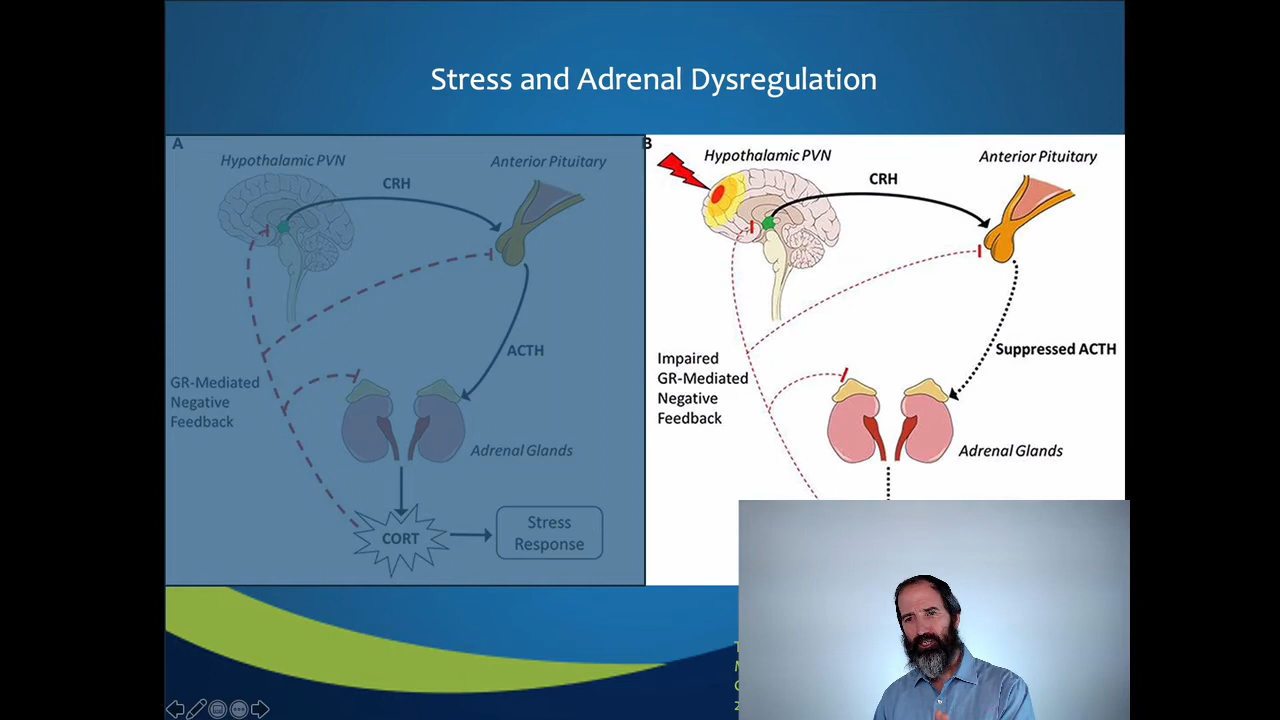 Stress and Adrenal Dysregulation
A
Hypothalamic PVN
Anterior Pituitary
CRH
ACTH
GR-Mediated
Negative
Feedback
Adrenal Glands
CORT
Stress
Response
B
Hypothalamic PVN
Anterior Pituitary
CRH
Suppressed ACTH
Impaired
GR-Mediated
Negative
Feedback
Adrenal Glands